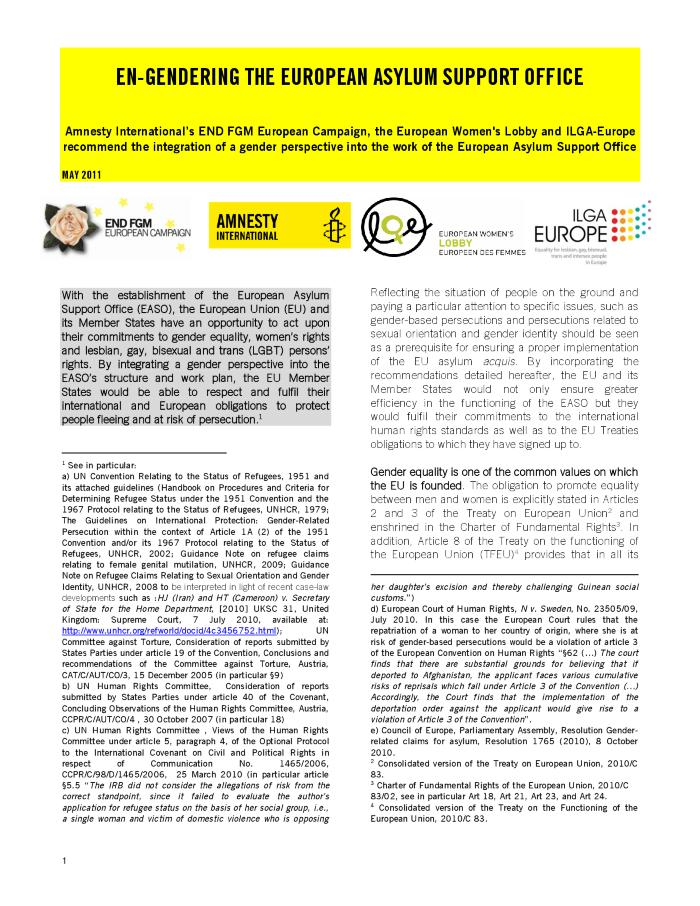 EN-GENDERING THE EUROPEAN ASYLUM SUPPORT OFFICE
Amnesty International's END FGM European Campaign, the European Women's Lobby and ILGA-Europe
recommend the integration of a gender perspective into the work of the European Asylum Support Office
MAY 2011
END FGM
EUROPEAN CAMPAIGN
AMNESTY
INTERNATIONAL
lge
EUROPEAN WOMEN'S
LOBBY
EUROPEEN DES FEMMES
ILGA
EUROPE
Equality for lesbian, gay, bisexual,
trans and intersex people
in Europe
With the establishment of the European Asylum
Support Office (EASO), the European Union (EU) and
its Member States have an opportunity to act upon
their commitments to gender equality, women's rights
and lesbian, gay, bisexual and trans (LGBT) persons'
rights. By integrating a gender perspective into the
EASO's structure and work plan, the EU Member
States would be able to respect and fulfil their
international and European obligations to protect
people fleeing and at risk of persecution.1
1 See in particular:
a) UN Convention Relating to the Status of Refugees, 1951 and
its attached guidelines (Handbook on Procedures and Criteria for
Determining Refugee Status under the 1951 Convention and the
1967 Protocol relating to the Status of Refugees, UNHCR, 1979;
The Guidelines on International Protection: Gender-Related
Persecution within the context of Article 1A (2) of the 1951
Convention and/or its 1967 Protocol relating to the Status of
Refugees, UNHCR, 2002; Guidance Note on refugee claims
relating to female genital mutilation, UNHCR, 2009; Guidance
Note on Refugee Claims Relating to Sexual Orientation and Gender
Identity, UNHCR, 2008 to be interpreted in light of recent case-law
developments such as :HJ (Iran) and HT (Cameroon) v. Secretary
of State for the Home Department, [2010] UKSC 31, United
Kingdom: Supreme Court, 7 July 2010, available at:
http://www.unhcr.org/refworld/docid/4c3456752.html); UN
Committee against Torture, Consideration of reports submitted by
States Parties under article 19 of the Convention, Conclusions and
recommendations of the Committee against Torture, Austria,
CAT/C/AUT/CO/3, 15 December 2005 (in particular §9)
b) UN Human Rights Committee, Consideration of reports
submitted by States Parties under article 40 of the Covenant,
Concluding Observations of the Human Rights Committee, Austria,
CCPR/C/AUT/CO/4 , 30 October 2007 (in particular 18)
c) UN Human Rights Committee , Views of the Human Rights
Committee under article 5, paragraph 4, of the Optional Protocol
to the International Covenant on Civil and Political Rights in
respect of Communication No. 1465/2006,
CCPR/C/98/D/1465/2006, 25 March 2010 (in particular article
§5.5 "The IRB did not consider the allegations of risk from the
correct standpoint, since it failed to evaluate the author's
application for refugee status on the basis of her social group, i.e.,
a single woman and victim of domestic violence who is opposing
Reflecting the situation of people on the ground and
paying a particular attention to specific issues, such as
gender-based persecutions and persecutions related to
sexual orientation and gender identity should be seen
as a prerequisite for ensuring a proper implementation
of the EU asylum acquis. By incorporating the
recommendations detailed hereafter, the EU and its
Member States would not only ensure greater
efficiency in the functioning of the EASO but they
would fulfil their commitments to the international
human rights standards as well as to the EU Treaties
obligations to which they have signed up to.
Gender equality is one of the common values on which
the EU is founded. The obligation to promote equality
between men and women is explicitly stated in Articles
2 and 3 of the Treaty on European Union2 and
enshrined in the Charter of Fundamental Rights3. In
addition, Article 8 of the Treaty on the functioning of
the European Union (TFEU)4 provides that in all its
her daughter's excision and thereby challenging Guinean social
customs.")
d) European Court of Human Rights, N v. Sweden, No. 23505/09,
July 2010. In this case the European Court rules that the
repatriation of a woman to her country of origin, where she is at
risk of gender-based persecutions would be a violation of article 3
of the European Convention on Human Rights "§62 (...) The court
finds that there are substantial grounds for believing that if
deported to Afghanistan, the applicant faces various cumulative
risks of reprisals which fall under Article 3 of the Convention (...)
Accordingly, the Court finds that the implementation of the
deportation order against the applicant would give rise to a
violation of Article 3 of the Convention".
e) Council of Europe, Parliamentary Assembly, Resolution Gender-
related claims for asylum, Resolution 1765 (2010), 8 October
2010.
2 Consolidated version of the Treaty on European Union, 2010/C
83.
3 Charter of Fundamental Rights of the European Union, 2010/C
83/02, see in particular Art 18, Art 21, Art 23, and Art 24.
4 Consolidated version of the Treaty on the Functioning of the
European Union, 2010/C 83.
1